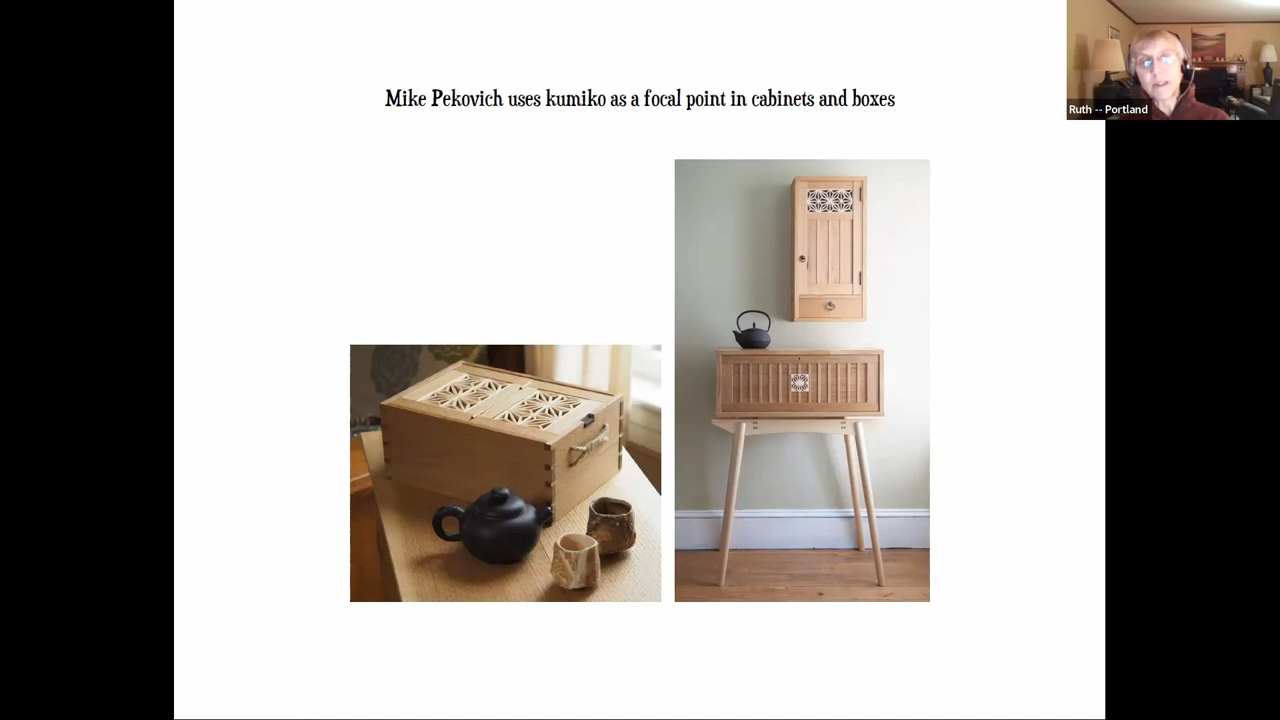 Mike Pekovich uses kumiko as a focal point in cabinets and boxes
Ruth -- Portland